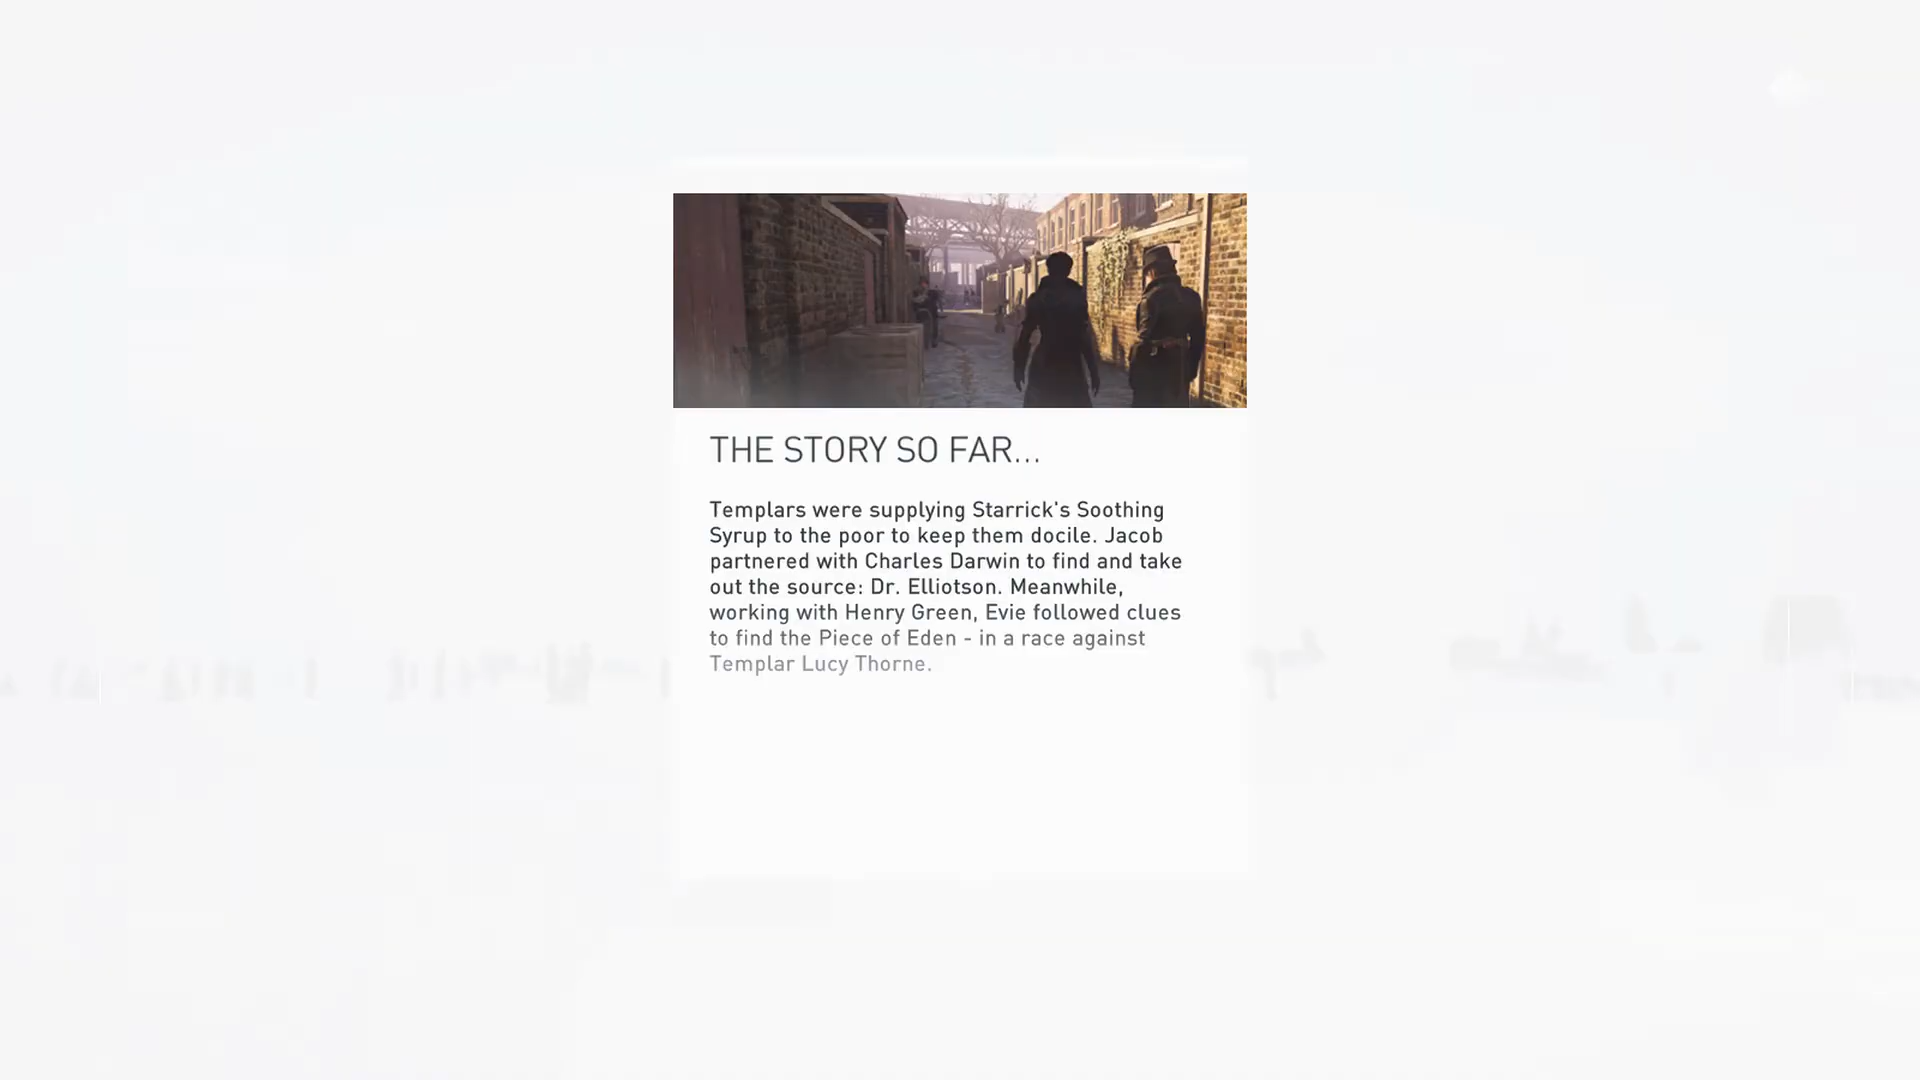 THE STORY SO FAR...
Templars were supplying Starrick's Soothing
Syrup to the poor to keep them docile. Jacob
partnered with Charles Darwin to find and take
out the source: Dr. Elliotson. Meanwhile,
working with Henry Green, Evie followed clues
to find the Piece of Eden - in a race against
Templar Lucy Thorne.